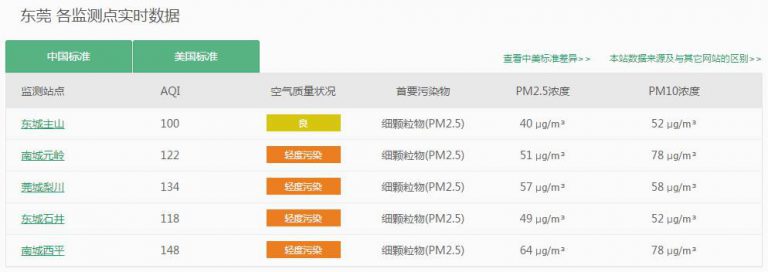 东莞 各监测点实时数据
中国标准 美国标准 查看中美标准差异>> 本站数据来源及与其它网站的区别>>
监测站点 AQI 空气质量状况 首要污染物 PM2.5浓度 PM10浓度
东城主山 100 良 细颗粒物(PM2.5) 40 μg/m³ 52 μg/m³
南城元岭 122 轻度污染 细颗粒物(PM2.5) 51 μg/m³ 78 μg/m³
莞城梨川 134 轻度污染 细颗粒物(PM2.5) 57 μg/m³ 58 μg/m³
东城石井 118 轻度污染 细颗粒物(PM2.5) 49 μg/m³ 52 μg/m³
南城西平 148 轻度污染 细颗粒物(PM2.5) 64 μg/m³ 78 μg/m³